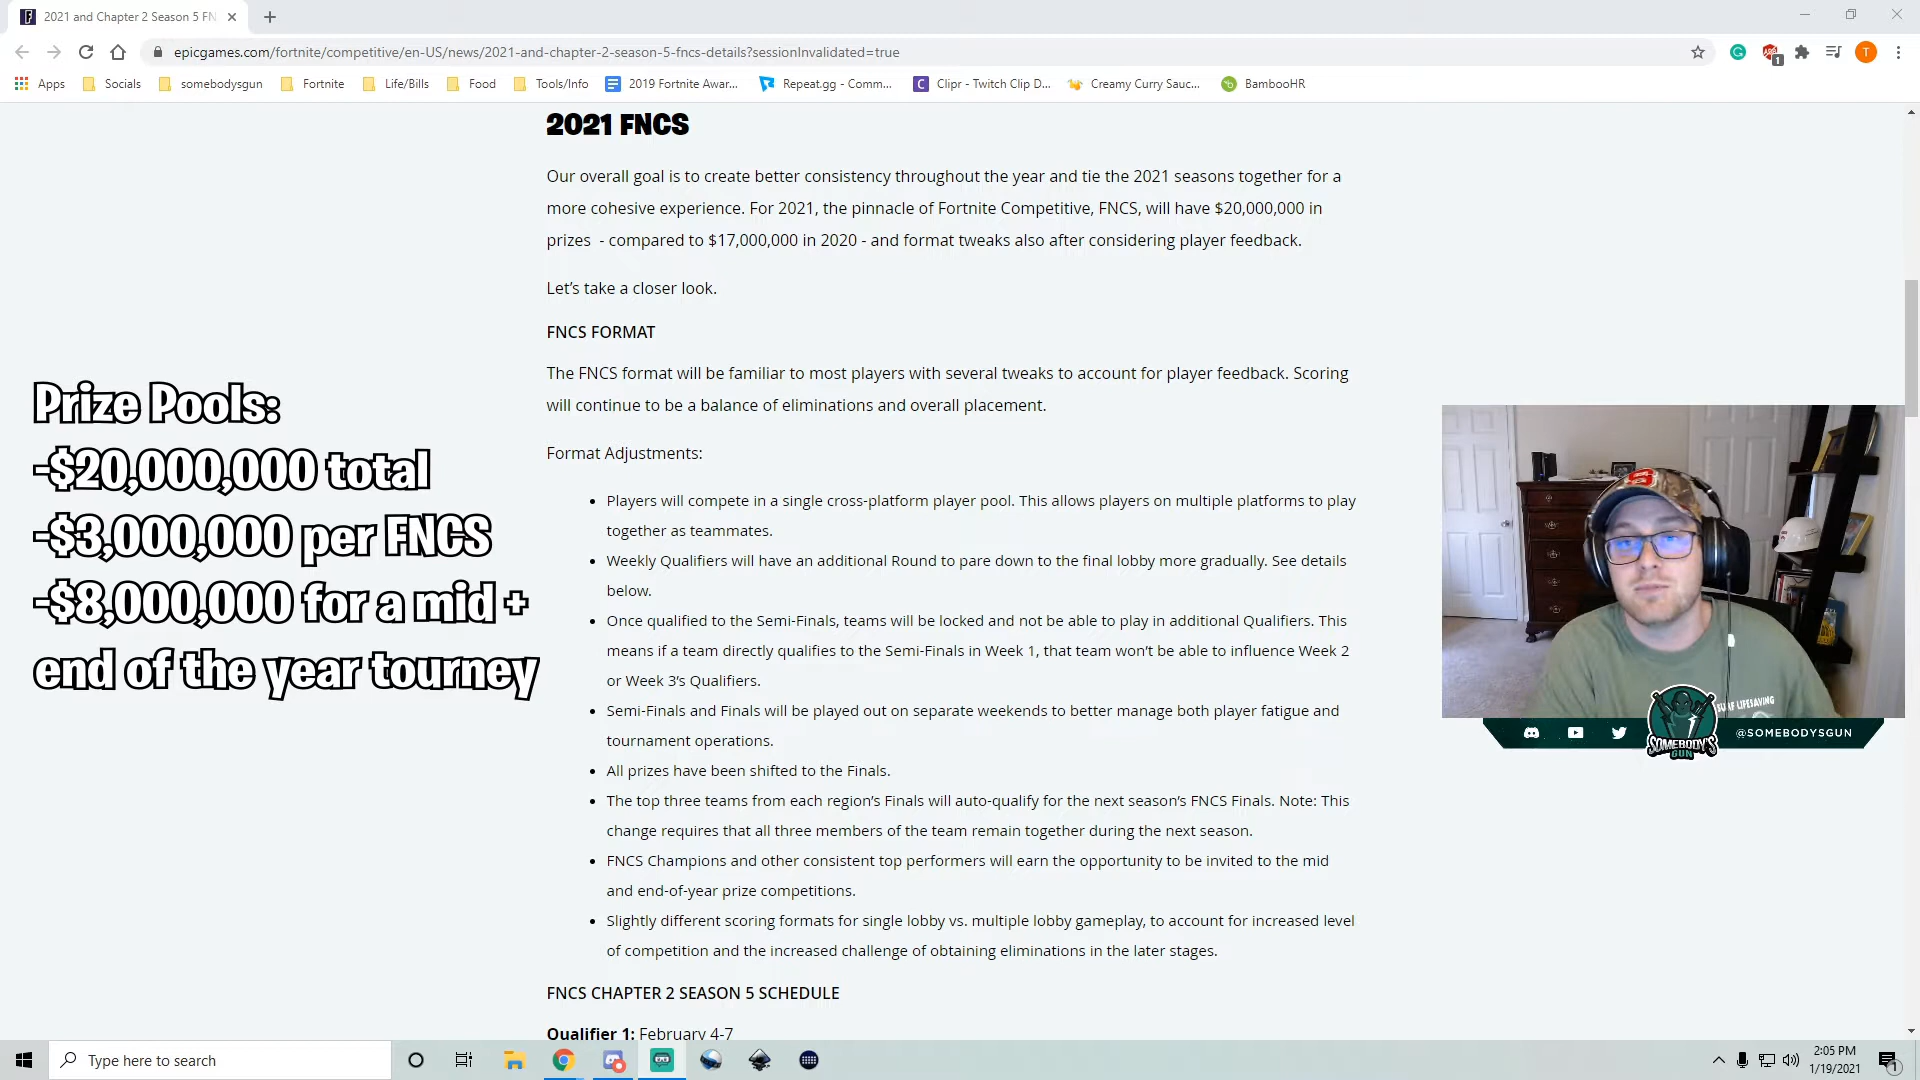 2021 and Chapter 2 Season 5 FN
epicgames.com/fortnite/competitive/en-US/news/2021-and-chapter-2-season-5-fncs-details?sessionInvalidated=true
1
T
Apps Socials somebodysgun Fortnite Life/Bills Food Tools/Info 2019 Fortnite Awar... Repeat.gg - Comm... Clipr - Twitch Clip D... Creamy Curry Sauc... BambooHR
2021 FNCS
Our overall goal is to create better consistency throughout the year and tie the 2021 seasons together for a
more cohesive experience. For 2021, the pinnacle of Fortnite Competitive, FNCS, will have $20,000,000 in
prizes - compared to $17,000,000 in 2020 - and format tweaks also after considering player feedback.
Let's take a closer look.
FNCS FORMAT
The FNCS format will be familiar to most players with several tweaks to account for player feedback. Scoring
will continue to be a balance of eliminations and overall placement.
Format Adjustments:
• Players will compete in a single cross-platform player pool. This allows players on multiple platforms to play
together as teammates.
• Weekly Qualifiers will have an additional Round to pare down to the final lobby more gradually. See details
below.
• Once qualified to the Semi-Finals, teams will be locked and not be able to play in additional Qualifiers. This
means if a team directly qualifies to the Semi-Finals in Week 1, that team won't be able to influence Week 2
or Week 3's Qualifiers.
• Semi-Finals and Finals will be played out on separate weekends to better manage both player fatigue and
tournament operations.
• All prizes have been shifted to the Finals.
• The top three teams from each region's Finals will auto-qualify for the next season's FNCS Finals. Note: This
change requires that all three members of the team remain together during the next season.
• FNCS Champions and other consistent top performers will earn the opportunity to be invited to the mid
and end-of-year prize competitions.
• Slightly different scoring formats for single lobby vs. multiple lobby gameplay, to account for increased level
of competition and the increased challenge of obtaining eliminations in the later stages.
FNCS CHAPTER 2 SEASON 5 SCHEDULE
Qualifier 1: February 4-7
Prize Pools:
-$20,000,000 total
-$3,000,000 per FNCS
-$8,000,000 for a mid +
end of the year tourney
S
SURF LIFESAVING
SOMEBODY'S
GUN
@SOMEBODYSGUN
Type here to search
2:05 PM
1/19/2021
1